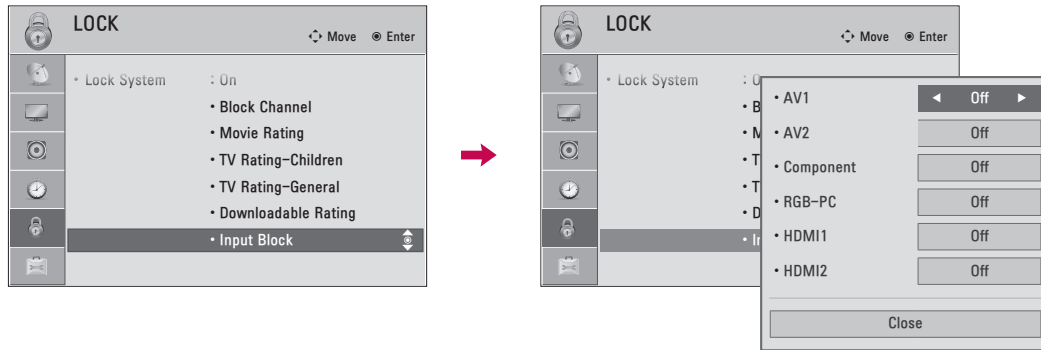 LOCK
Move
Enter
• Lock System : On
• Block Channel
• Movie Rating
• TV Rating-Children
• TV Rating-General
• Downloadable Rating
• Input Block
LOCK
Move
Enter
• Lock System
• AV1 ◀ Off ▶
• AV2 Off
• Component Off
• RGB-PC Off
• HDMI1 Off
• HDMI2 Off
Close